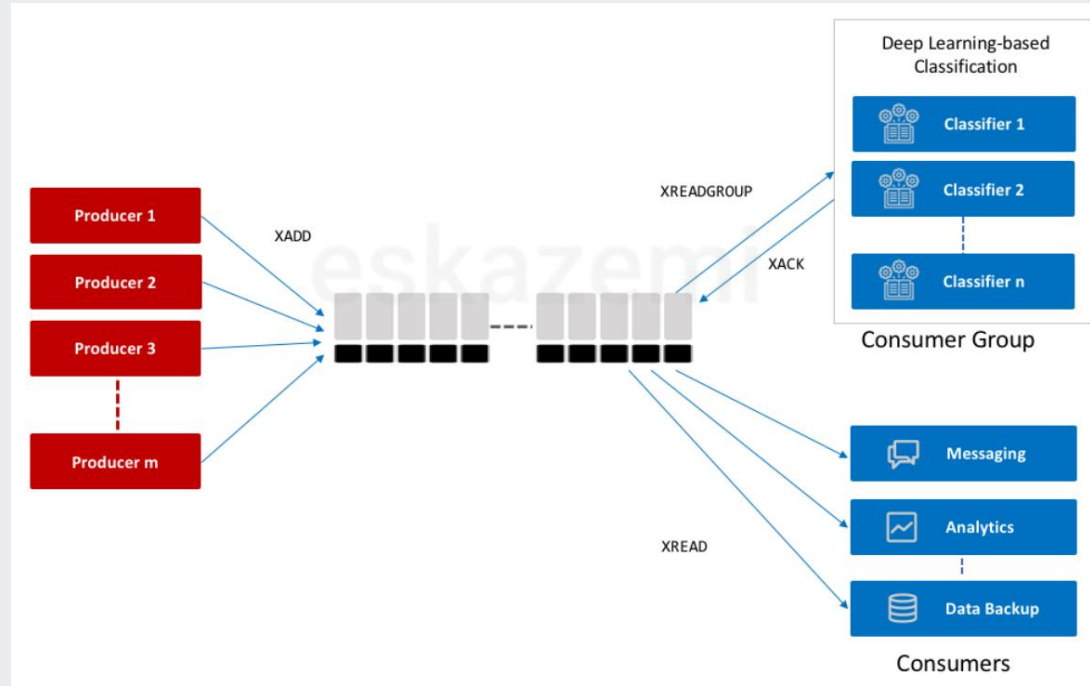 Producer 1
Producer 2
Producer 3
Producer m
XADD
eskazemi
XREADGROUP
XACK
XREAD
Deep Learning-based
Classification
Classifier 1
Classifier 2
Classifier n
Consumer Group
Messaging
Analytics
Data Backup
Consumers